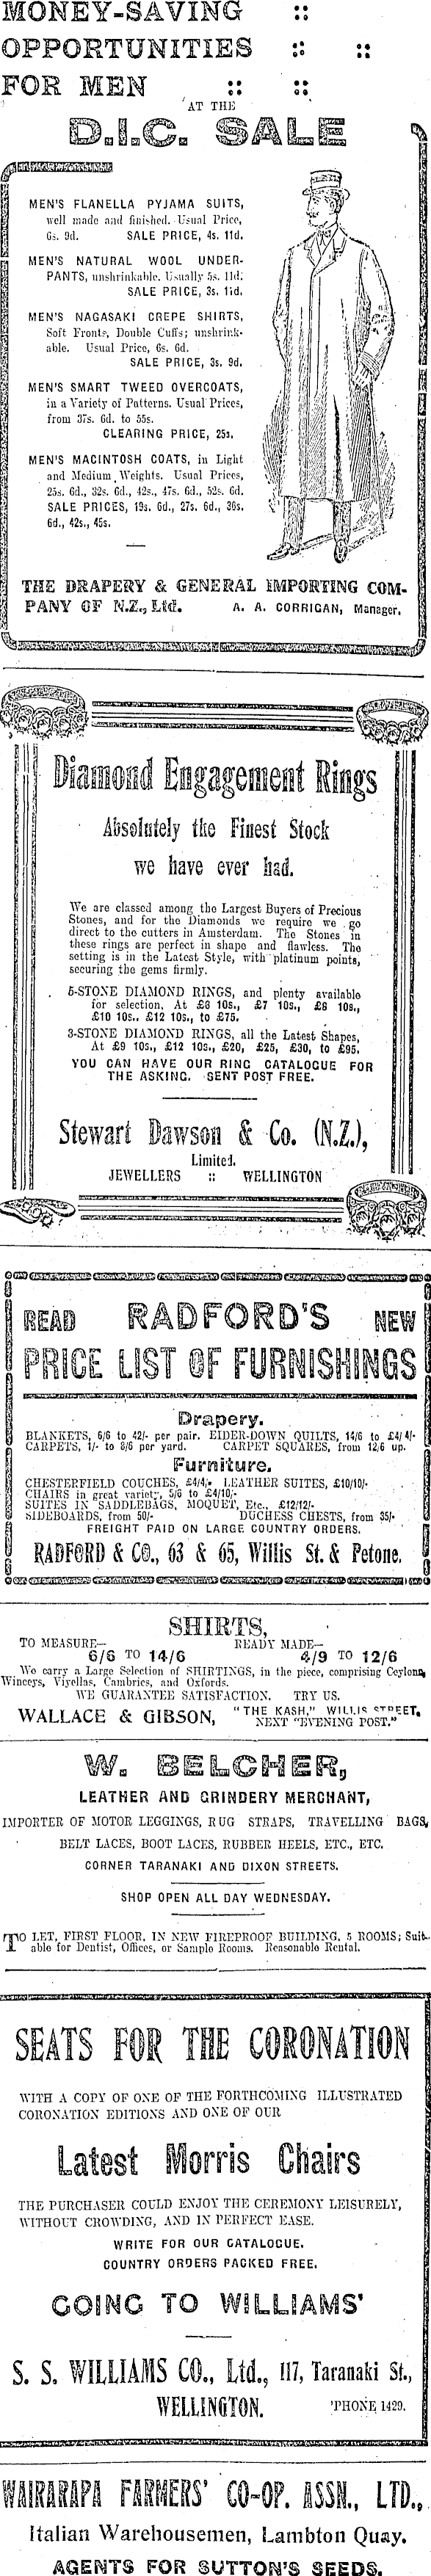 MONEY-SAVING ::
OPPORTUNITIES :: ::
FOR MEN :: ::
AT THE
D.I.C. SALE
MEN'S FLANELLA PYJAMA SUITS,
well made and finished. Usual Price,
6s. 9d. SALE PRICE, 4s. 11d.
MEN'S NATURAL WOOL UNDER-
PANTS, unshrinkable. Usually 5s. 11d.
SALE PRICE, 3s. 11d.
MEN'S NAGASAKI CREPE SHIRTS,
Soft Fronts, Double Cuffs; unshrink-
able. Usual Price, 6s. 6d.
SALE PRICE, 3s. 9d.
MEN'S SMART TWEED OVERCOATS,
in a Variety of Patterns. Usual Prices,
from 37s. 6d. to 55s.
CLEARING PRICE, 25s.
MEN'S MACINTOSH COATS, in Light
and Medium Weights. Usual Prices,
25s. 6d., 32s. 6d., 42s., 47s. 6d., 52s. 6d.
SALE PRICES, 19s. 6d., 27s. 6d., 36s.
6d., 42s., 45s.
THE DRAPERY & GENERAL IMPORTING COM-
PANY OF N.Z., Ltd. A. A. CORRIGAN, Manager.
Diamond Engagement Rings
Absolutely the Finest Stock
we have ever had.
We are classed among the Largest Buyers of Precious
Stones, and for the Diamonds we require we go
direct to the cutters in Amsterdam. The Stones in
these rings are perfect in shape and flawless. The
setting is in the Latest Style, with platinum points,
securing the gems firmly.
5-STONE DIAMOND RINGS, and plenty available
for selection, At £6 10s., £7 10s., £8 10s.,
£10 10s., £12 10s., to £75.
3-STONE DIAMOND RINGS, all the Latest Shapes,
At £9 10s., £12 10s., £20, £25, £30, to £95.
YOU CAN HAVE OUR RING CATALOGUE FOR
THE ASKING. SENT POST FREE.
Stewart Dawson & Co. (N.Z.),
Limited.
JEWELLERS :: WELLINGTON
READ RADFORD'S NEW
PRICE LIST OF FURNISHINGS
Drapery.
BLANKETS, 6/6 to 42/- per pair. EIDER-DOWN QUILTS, 14/6 to £4/4/-
CARPETS, 1/- to 8/6 per yard. CARPET SQUARES, from 12/6 up.
Furniture.
CHESTERFIELD COUCHES, £4/4/- LEATHER SUITES, £10/10/-
CHAIRS in great variety, 5/6 to £4/10/-
SUITES IN SADDLEBAGS, MOQUET, Etc., £12/12/-
SIDEBOARDS, from 50/- DUCHESS CHESTS, from 35/-
FREIGHT PAID ON LARGE COUNTRY ORDERS.
RADFORD & CO., 63 & 65, Willis St. & Petone.
SHIRTS,
TO MEASURE— READY MADE—
6/6 TO 14/6 4/9 TO 12/6
We carry a Large Selection of SHIRTINGS, in the piece, comprising Ceylons,
Winceys, Viyellas, Cambrics, and Oxfords.
WE GUARANTEE SATISFACTION. TRY US.
WALLACE & GIBSON, "THE KASH," WILLIS STREET,
NEXT "EVENING POST."
W. BELCHER,
LEATHER AND GRINDERY MERCHANT,
IMPORTER OF MOTOR LEGGINGS, RUG STRAPS, TRAVELLING BAGS,
BELT LACES, BOOT LACES, RUBBER HEELS, ETC., ETC.
CORNER TARANAKI AND DIXON STREETS.
SHOP OPEN ALL DAY WEDNESDAY.
TO LET, FIRST FLOOR, IN NEW FIREPROOF BUILDING, 5 ROOMS; Suit-
able for Dentist, Offices, or Sample Rooms. Reasonable Rental.
SEATS FOR THE CORONATION
WITH A COPY OF ONE OF THE FORTHCOMING ILLUSTRATED
CORONATION EDITIONS AND ONE OF OUR
Latest Morris Chairs
THE PURCHASER COULD ENJOY THE CEREMONY LEISURELY,
WITHOUT CROWDING, AND IN PERFECT EASE.
WRITE FOR OUR CATALOGUE.
COUNTRY ORDERS PACKED FREE.
GOING TO WILLIAMS'
S. S. WILLIAMS CO., Ltd., 117, Taranaki St.,
WELLINGTON. 'PHONE 1429.
WAIRARAPA FARMERS' CO-OP. ASSN., LTD.,
Italian Warehousemen, Lambton Quay.
AGENTS FOR SUTTON'S SEEDS.